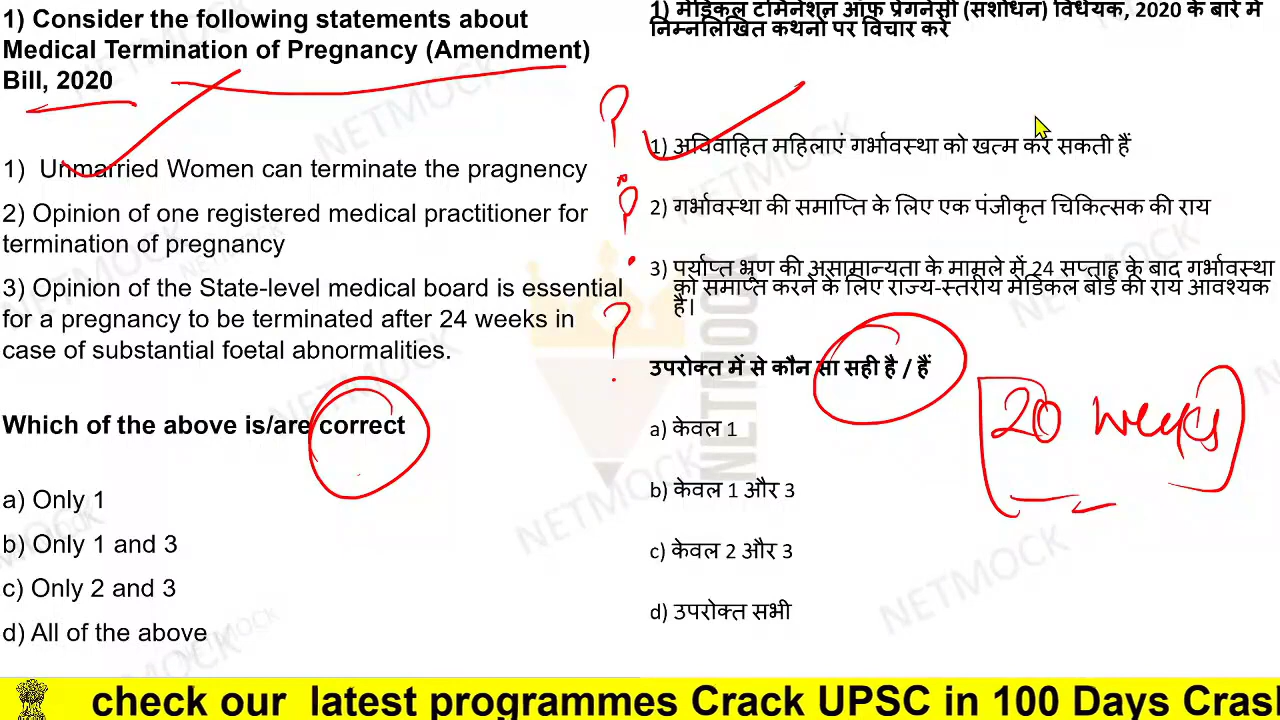 1) Consider the following statements about
Medical Termination of Pregnancy (Amendment)
Bill, 2020
1) Unmarried Women can terminate the pragnency
2) Opinion of one registered medical practitioner for
termination of pregnancy
3) Opinion of the State-level medical board is essential
for a pregnancy to be terminated after 24 weeks in
case of substantial foetal abnormalities.
Which of the above is/are correct
a) Only 1
b) Only 1 and 3
c) Only 2 and 3
d) All of the above
1) मेडिकल टर्मिनेशन ऑफ़ प्रेगनेंसी (संशोधन) विधेयक, 2020 के बारे में
निम्नलिखित कथनों पर विचार करें
1) अविवाहित महिलाएं गर्भावस्था को खत्म कर सकती हैं
2) गर्भावस्था की समाप्ति के लिए एक पंजीकृत चिकित्सक की राय
3) पर्याप्त भ्रूण की असामान्यता के मामले में 24 सप्ताह के बाद गर्भावस्था
को समाप्त करने के लिए राज्य-स्तरीय मेडिकल बोर्ड की राय आवश्यक
है।
उपरोक्त में से कौन सा सही है / हैं
a) केवल 1
b) केवल 1 और 3
c) केवल 2 और 3
d) उपरोक्त सभी
20 weeks
NETMOCK
check our latest programmes Crack UPSC in 100 Days Cras